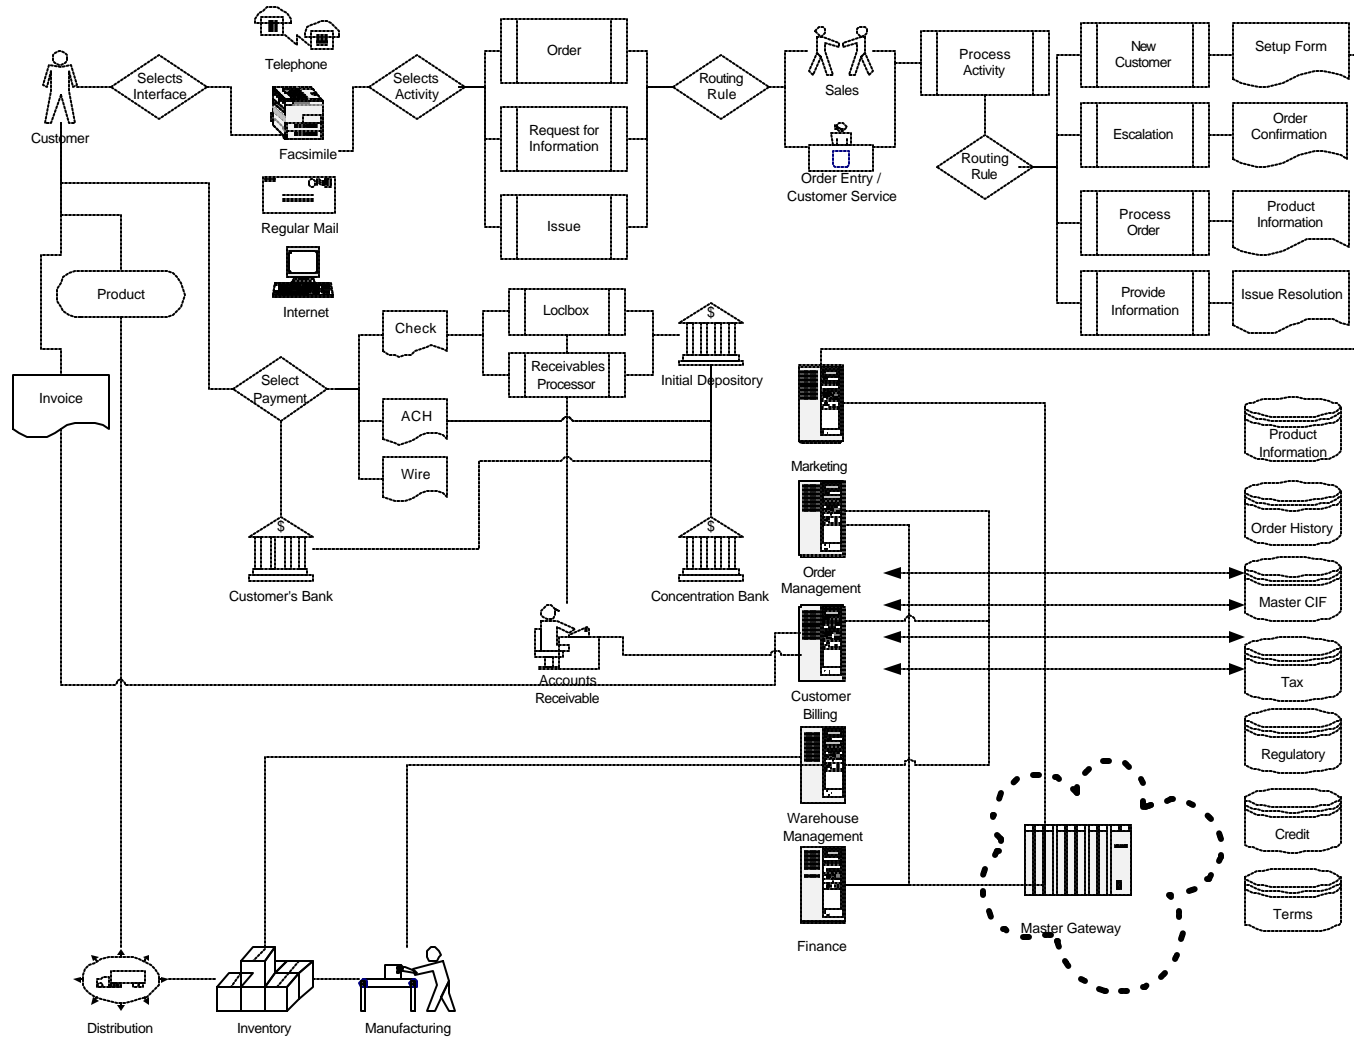 Customer
Selects
Interface
Telephone
Facsimile
Regular Mail
Internet
Selects
Activity
Order
Request for
Information
Issue
Routing
Rule
Sales
Order Entry /
Customer Service
Process
Activity
Routing
Rule
New
Customer
Setup Form
Escalation
Order
Confirmation
Process
Order
Product
Information
Provide
Information
Issue Resolution
Product
Invoice
Select
Payment
Check
ACH
Wire
Loclbox
Receivables
Processor
$
Initial Depository
$
Customer's Bank
$
Concentration Bank
Accounts
Receivable
Marketing
Order
Management
Customer
Billing
Warehouse
Management
Finance
Master Gateway
Product
Information
Order History
Master CIF
Tax
Regulatory
Credit
Terms
Distribution
Inventory
Manufacturing